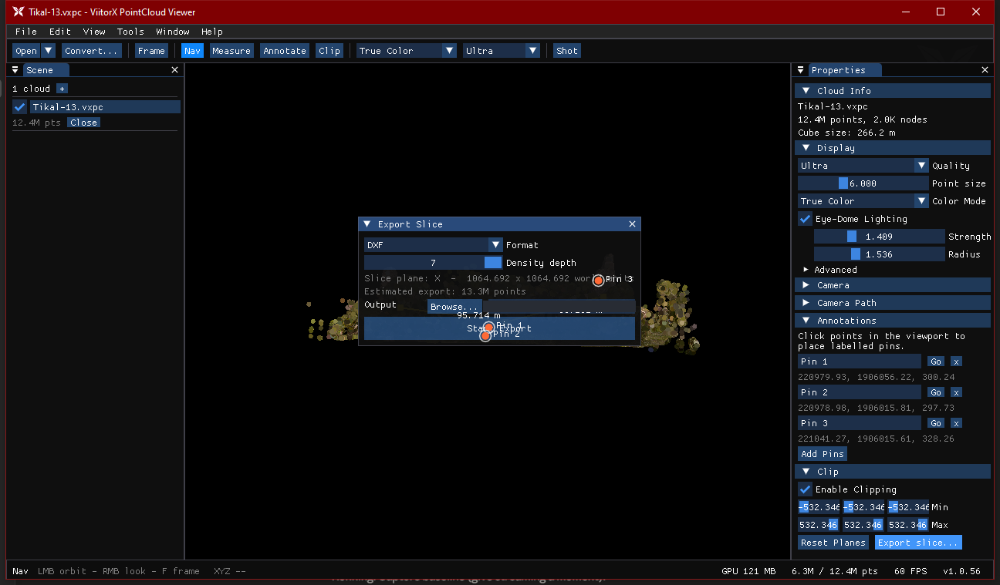 Tikal-13.vxpc - ViitorX PointCloud Viewer
File Edit View Tools Window Help
Open Convert... Frame Nav Measure Annotate Clip True Color Ultra Shot
Scene
1 cloud +
Tikal-13.vxpc
12.4M pts Close
Export Slice
DXF Format
7 Density depth
Slice plane: X - 1064.692 x 1064.692
Pin 3
Estimated export: 13.3M points
Output Browse...
95.714 m
Pin 1
Export
Pin 2
Properties
Cloud Info
Tikal-13.vxpc
12.4M points, 2.0K nodes
Cube size: 266.2 m
Display
Ultra Quality
6.000 Point size
True Color Color Mode
Eye-Dome Lighting
1.409 Strength
1.536 Radius
Advanced
Camera
Camera Path
Annotations
Click points in the viewport to
place labelled pins.
Pin 1 Go x
220979.93, 1906056.22, 300.24
Pin 2 Go x
220978.98, 1906015.81, 297.73
Pin 3 Go x
221041.27, 1906015.61, 328.26
Add Pins
Clip
Enable Clipping
-532.346 -532.346 -532.346 Min
532.346 532.346 532.346 Max
Reset Planes Export slice...
Nav LMB orbit - RMB look - F frame XYZ -- GPU 121 MB 6.3M / 12.4M pts 60 FPS v1.0.56